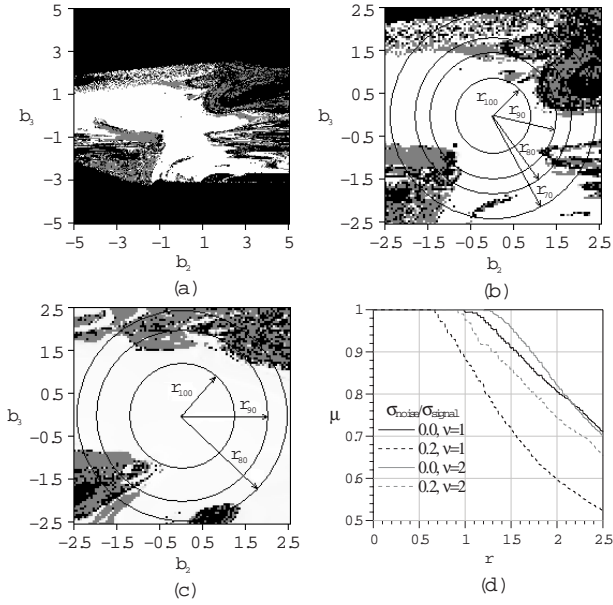 5
3
1
b3
-1
-3
-5
-5 -3 -1 1 3 5
b2
(a)
2.5
1.5
0.5
b3
-0.5
-1.5
-2.5
r100
r90
r80
r70
-2.5 -1.5 -0.5 0.5 1.5 2.5
b2
(b)
2.5
1.5
0.5
b3
-0.5
-1.5
-2.5
r100
r90
r80
-2.5 -1.5 -0.5 0.5 1.5 2.5
b2
(c)
1
0.9
0.8
μ
0.7
0.6
0.5
σnoise/σsignal
0.0, ν=1
0.2, ν=1
0.0, ν=2
0.2, ν=2
0 0.5 1 1.5 2 2.5
r
(d)